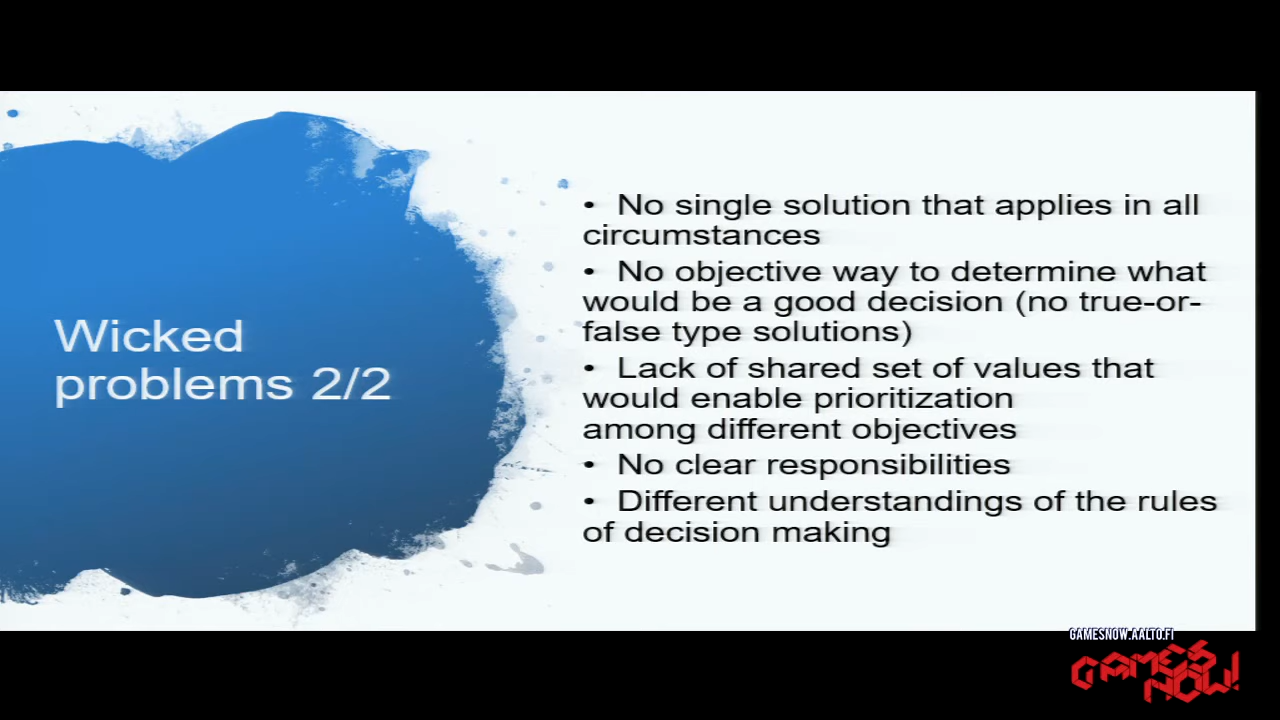 Wicked
problems 2/2
• No single solution that applies in all
circumstances
• No objective way to determine what
would be a good decision (no true-or-
false type solutions)
• Lack of shared set of values that
would enable prioritization
among different objectives
• No clear responsibilities
• Different understandings of the rules
of decision making
GAMESNOW.AALTO.FI
GAMES
NOW!